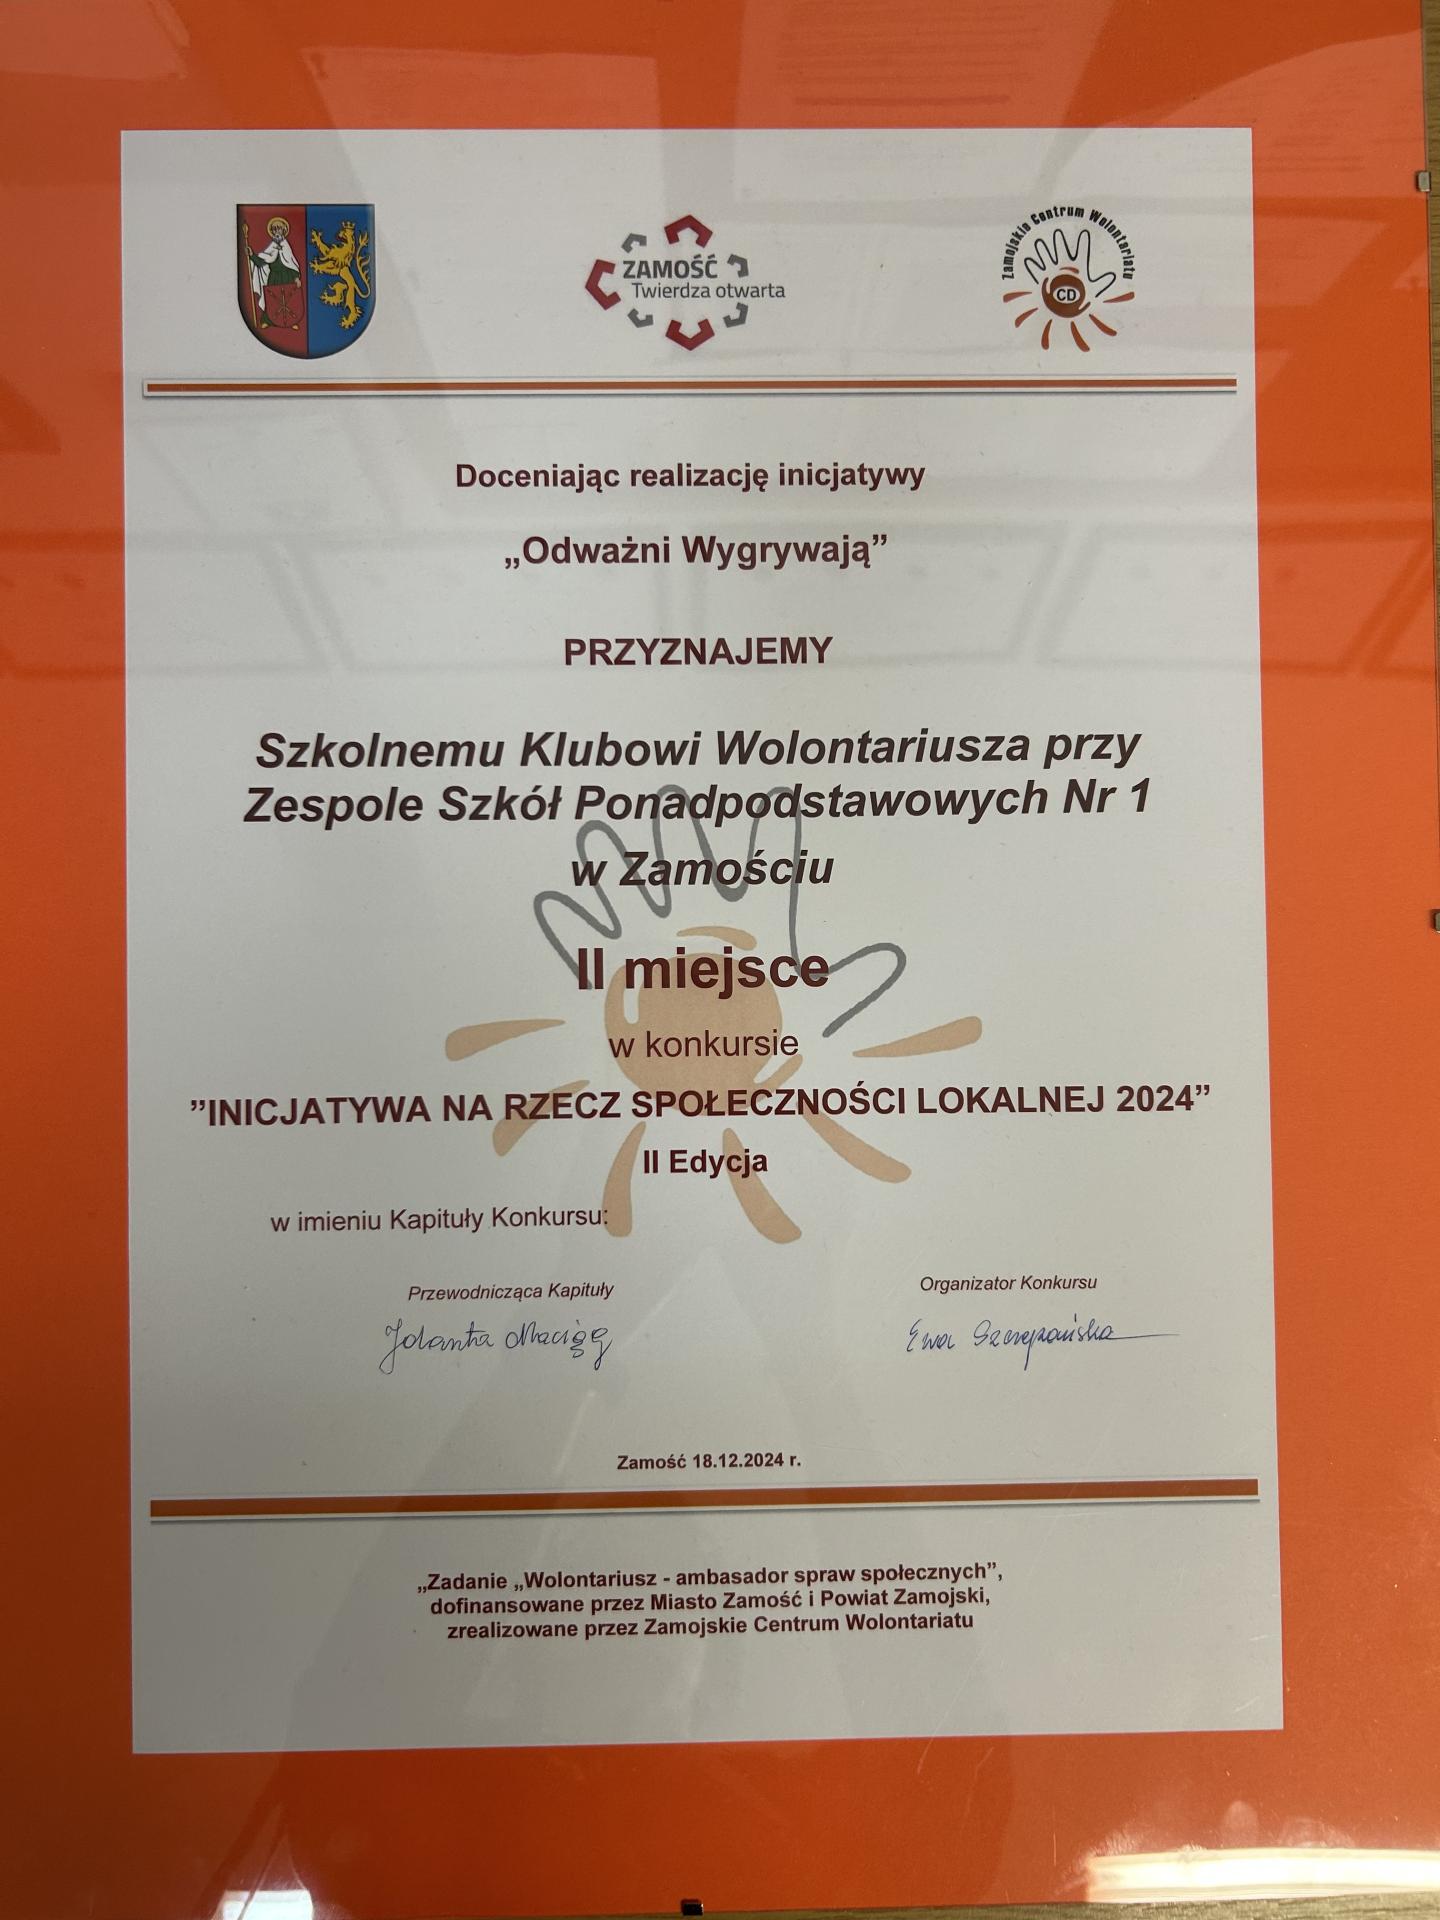 ZAMOŚĆ
Twierdza otwarta
Zamojskie Centrum Wolontariatu
CD
Doceniając realizację inicjatywy
„Odważni Wygrywają”
PRZYZNAJEMY
Szkolnemu Klubowi Wolontariusza przy
Zespole Szkół Ponadpodstawowych Nr 1
w Zamościu
II miejsce
w konkursie
”INICJATYWA NA RZECZ SPOŁECZNOŚCI LOKALNEJ 2024”
II Edycja
w imieniu Kapituły Konkursu:
Przewodnicząca Kapituły
Jolanta Maciąg
Organizator Konkursu
Ewa Szczepańska
Zamość 18.12.2024 r.
„Zadanie „Wolontariusz - ambasador spraw społecznych”,
dofinansowane przez Miasto Zamość i Powiat Zamojski,
zrealizowane przez Zamojskie Centrum Wolontariatu